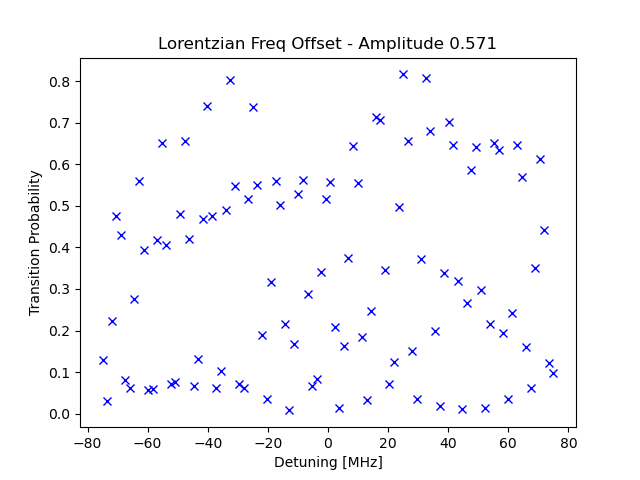 Lorentzian Freq Offset - Amplitude 0.571
Transition Probability
0.8
0.7
0.6
0.5
0.4
0.3
0.2
0.1
0.0
−80 −60 −40 −20 0 20 40 60 80
Detuning [MHz]